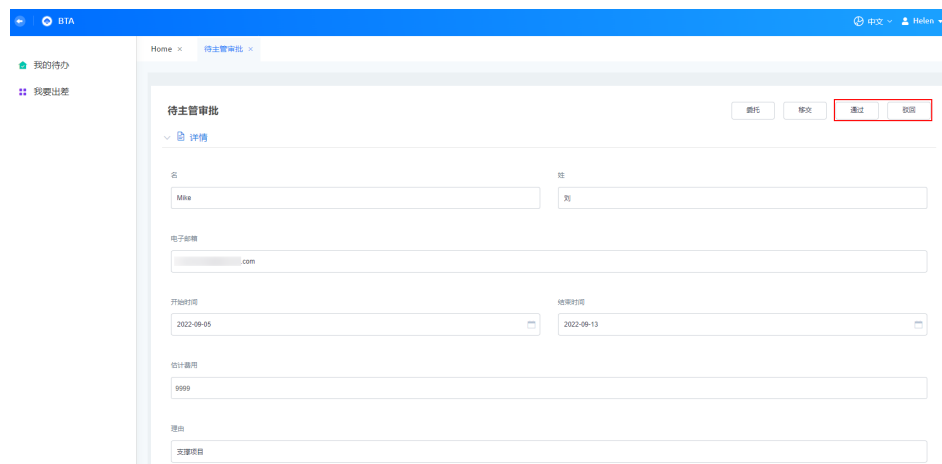 BTA 中文 Helen
Home × 待主管审批 ×
我的待办
我要出差
待主管审批 委托 移交 通过 驳回
详情
名 姓
Mike 刘
电子邮箱
.com
开始时间 结束时间
2022-09-05 2022-09-13
估计费用
9999
理由
支撑项目